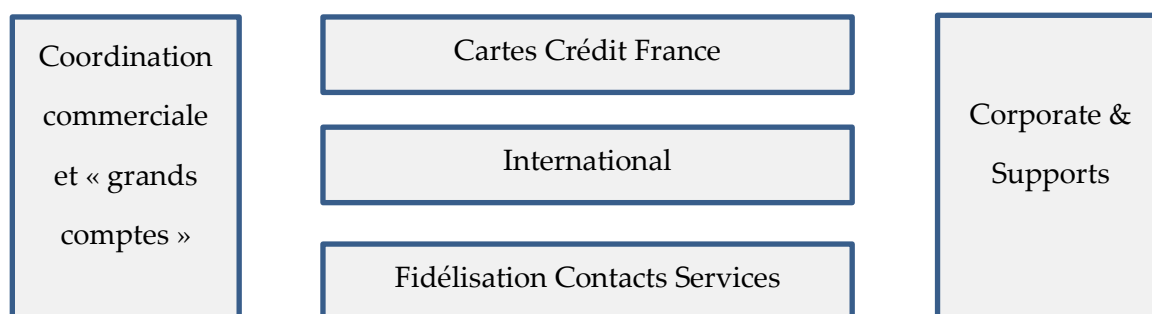 Coordination
commerciale
et « grands
comptes »
Cartes Crédit France
International
Fidélisation Contacts Services
Corporate &
Supports